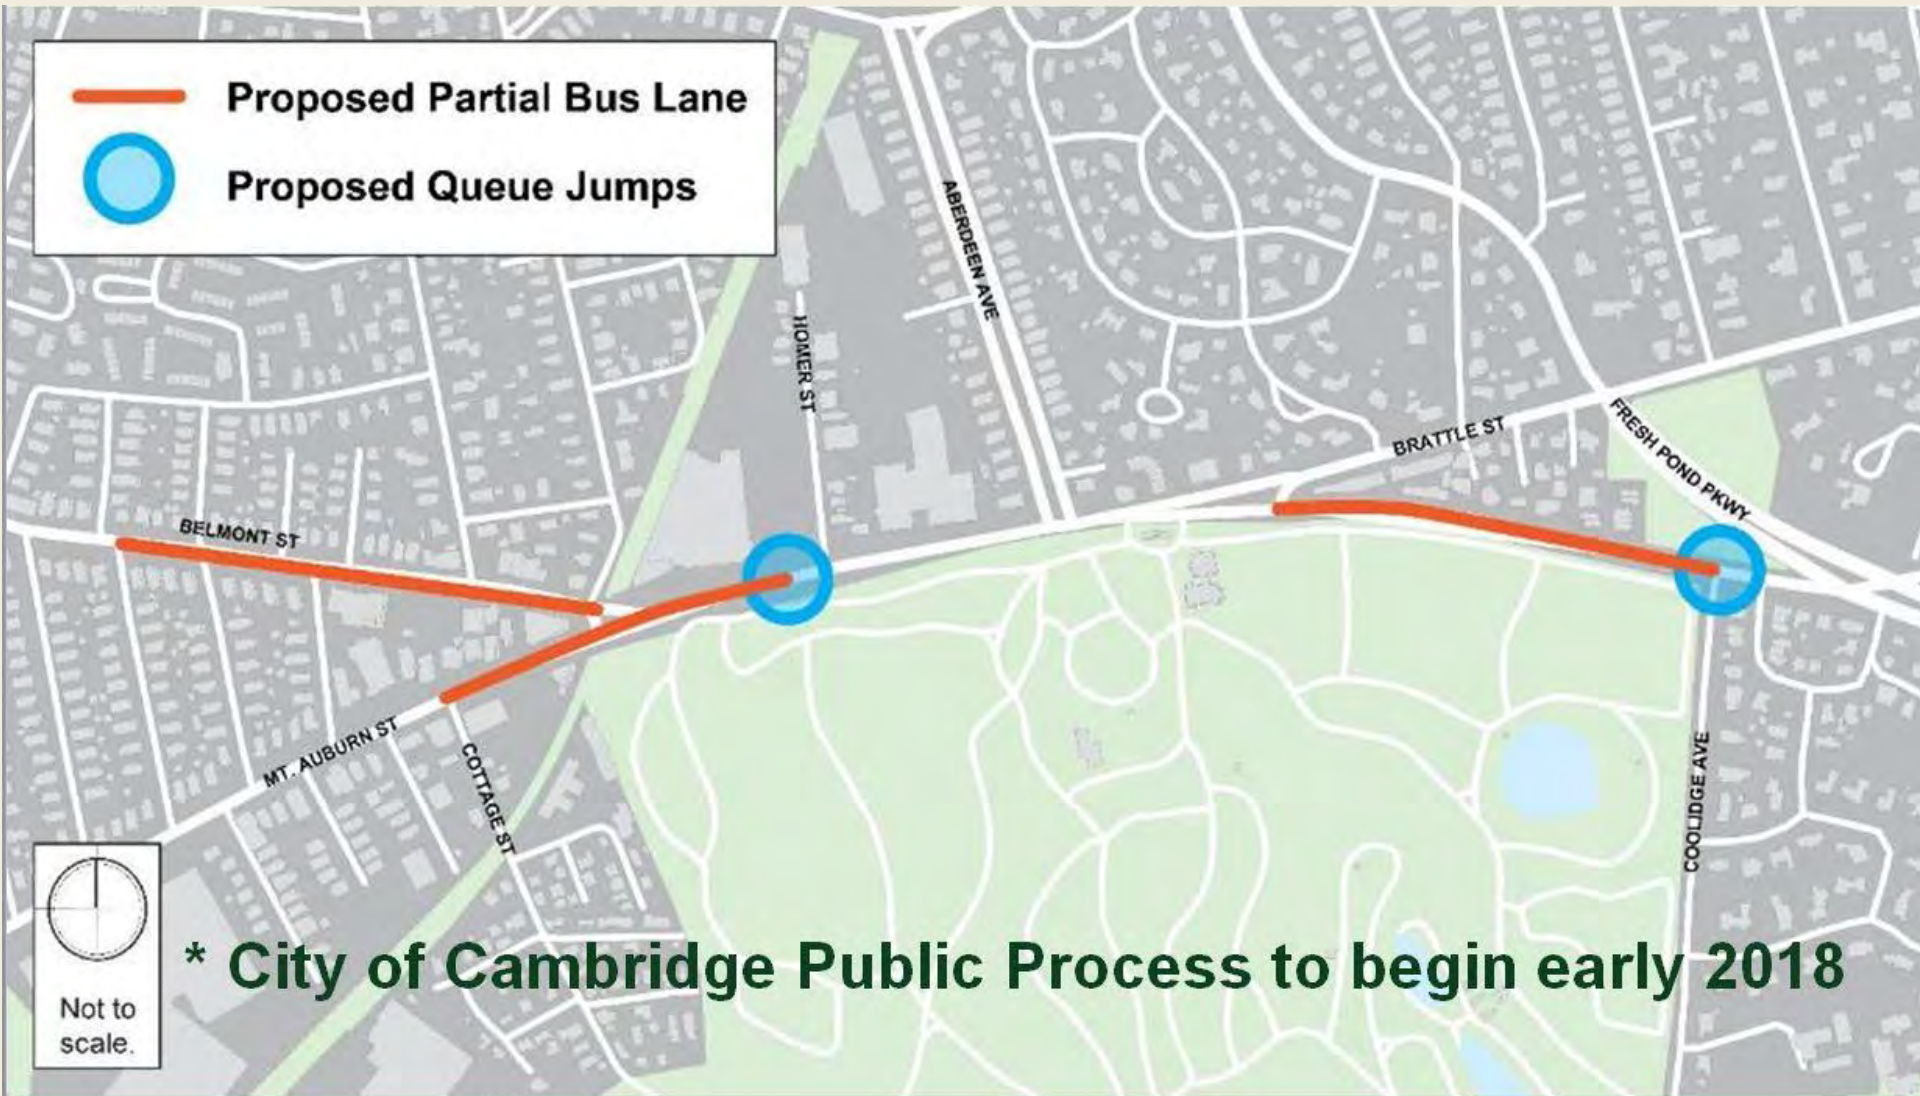 Proposed Partial Bus Lane
Proposed Queue Jumps
ABERDEEN AVE
HOMER ST
BRATTLE ST
FRESH POND PKWY
BELMONT ST
MT. AUBURN ST
COTTAGE ST
COOLIDGE AVE
* City of Cambridge Public Process to begin early 2018
Not to
scale.